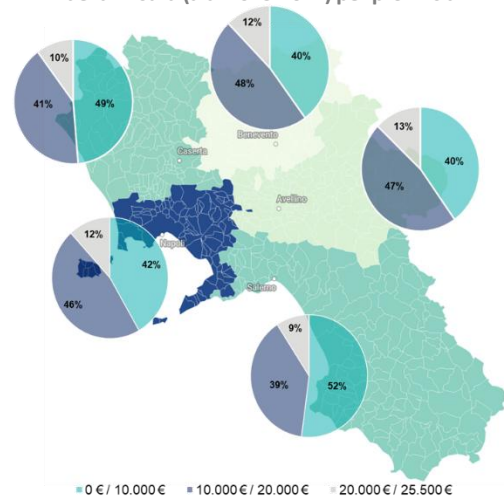 12%
40%
48%
10%
49%
41%
Benevento
13%
40%
47%
Caserta
Avellino
Napoli
12%
42%
46%
Salerno
9%
52%
39%
0 € / 10.000 € 10.000 € / 20.000 € 20.000 € / 25.500 €